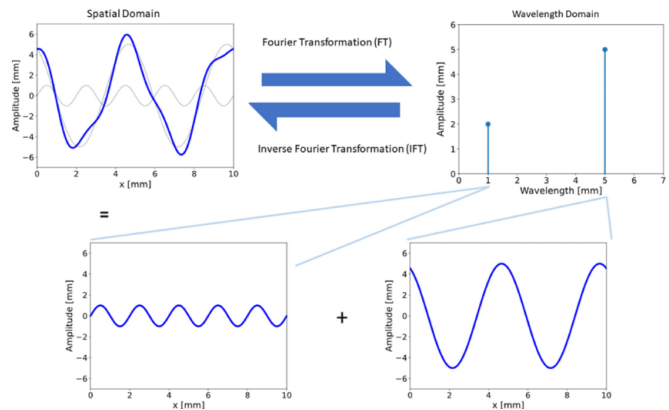 Spatial Domain
6
4
2
0
−2
−4
−6
Amplitude [mm]
0 2 4 6 8 10
x [mm]
Fourier Transformation (FT)
Inverse Fourier Transformation (IFT)
Wavelength Domain
6
5
4
3
2
1
0
Amplitude [mm]
0 1 2 3 4 5 6 7
Wavelength [mm]
=
6
4
2
0
−2
−4
−6
Amplitude [mm]
0 2 4 6 8 10
x [mm]
+
6
4
2
0
−2
−4
−6
Amplitude [mm]
0 2 4 6 8 10
x [mm]